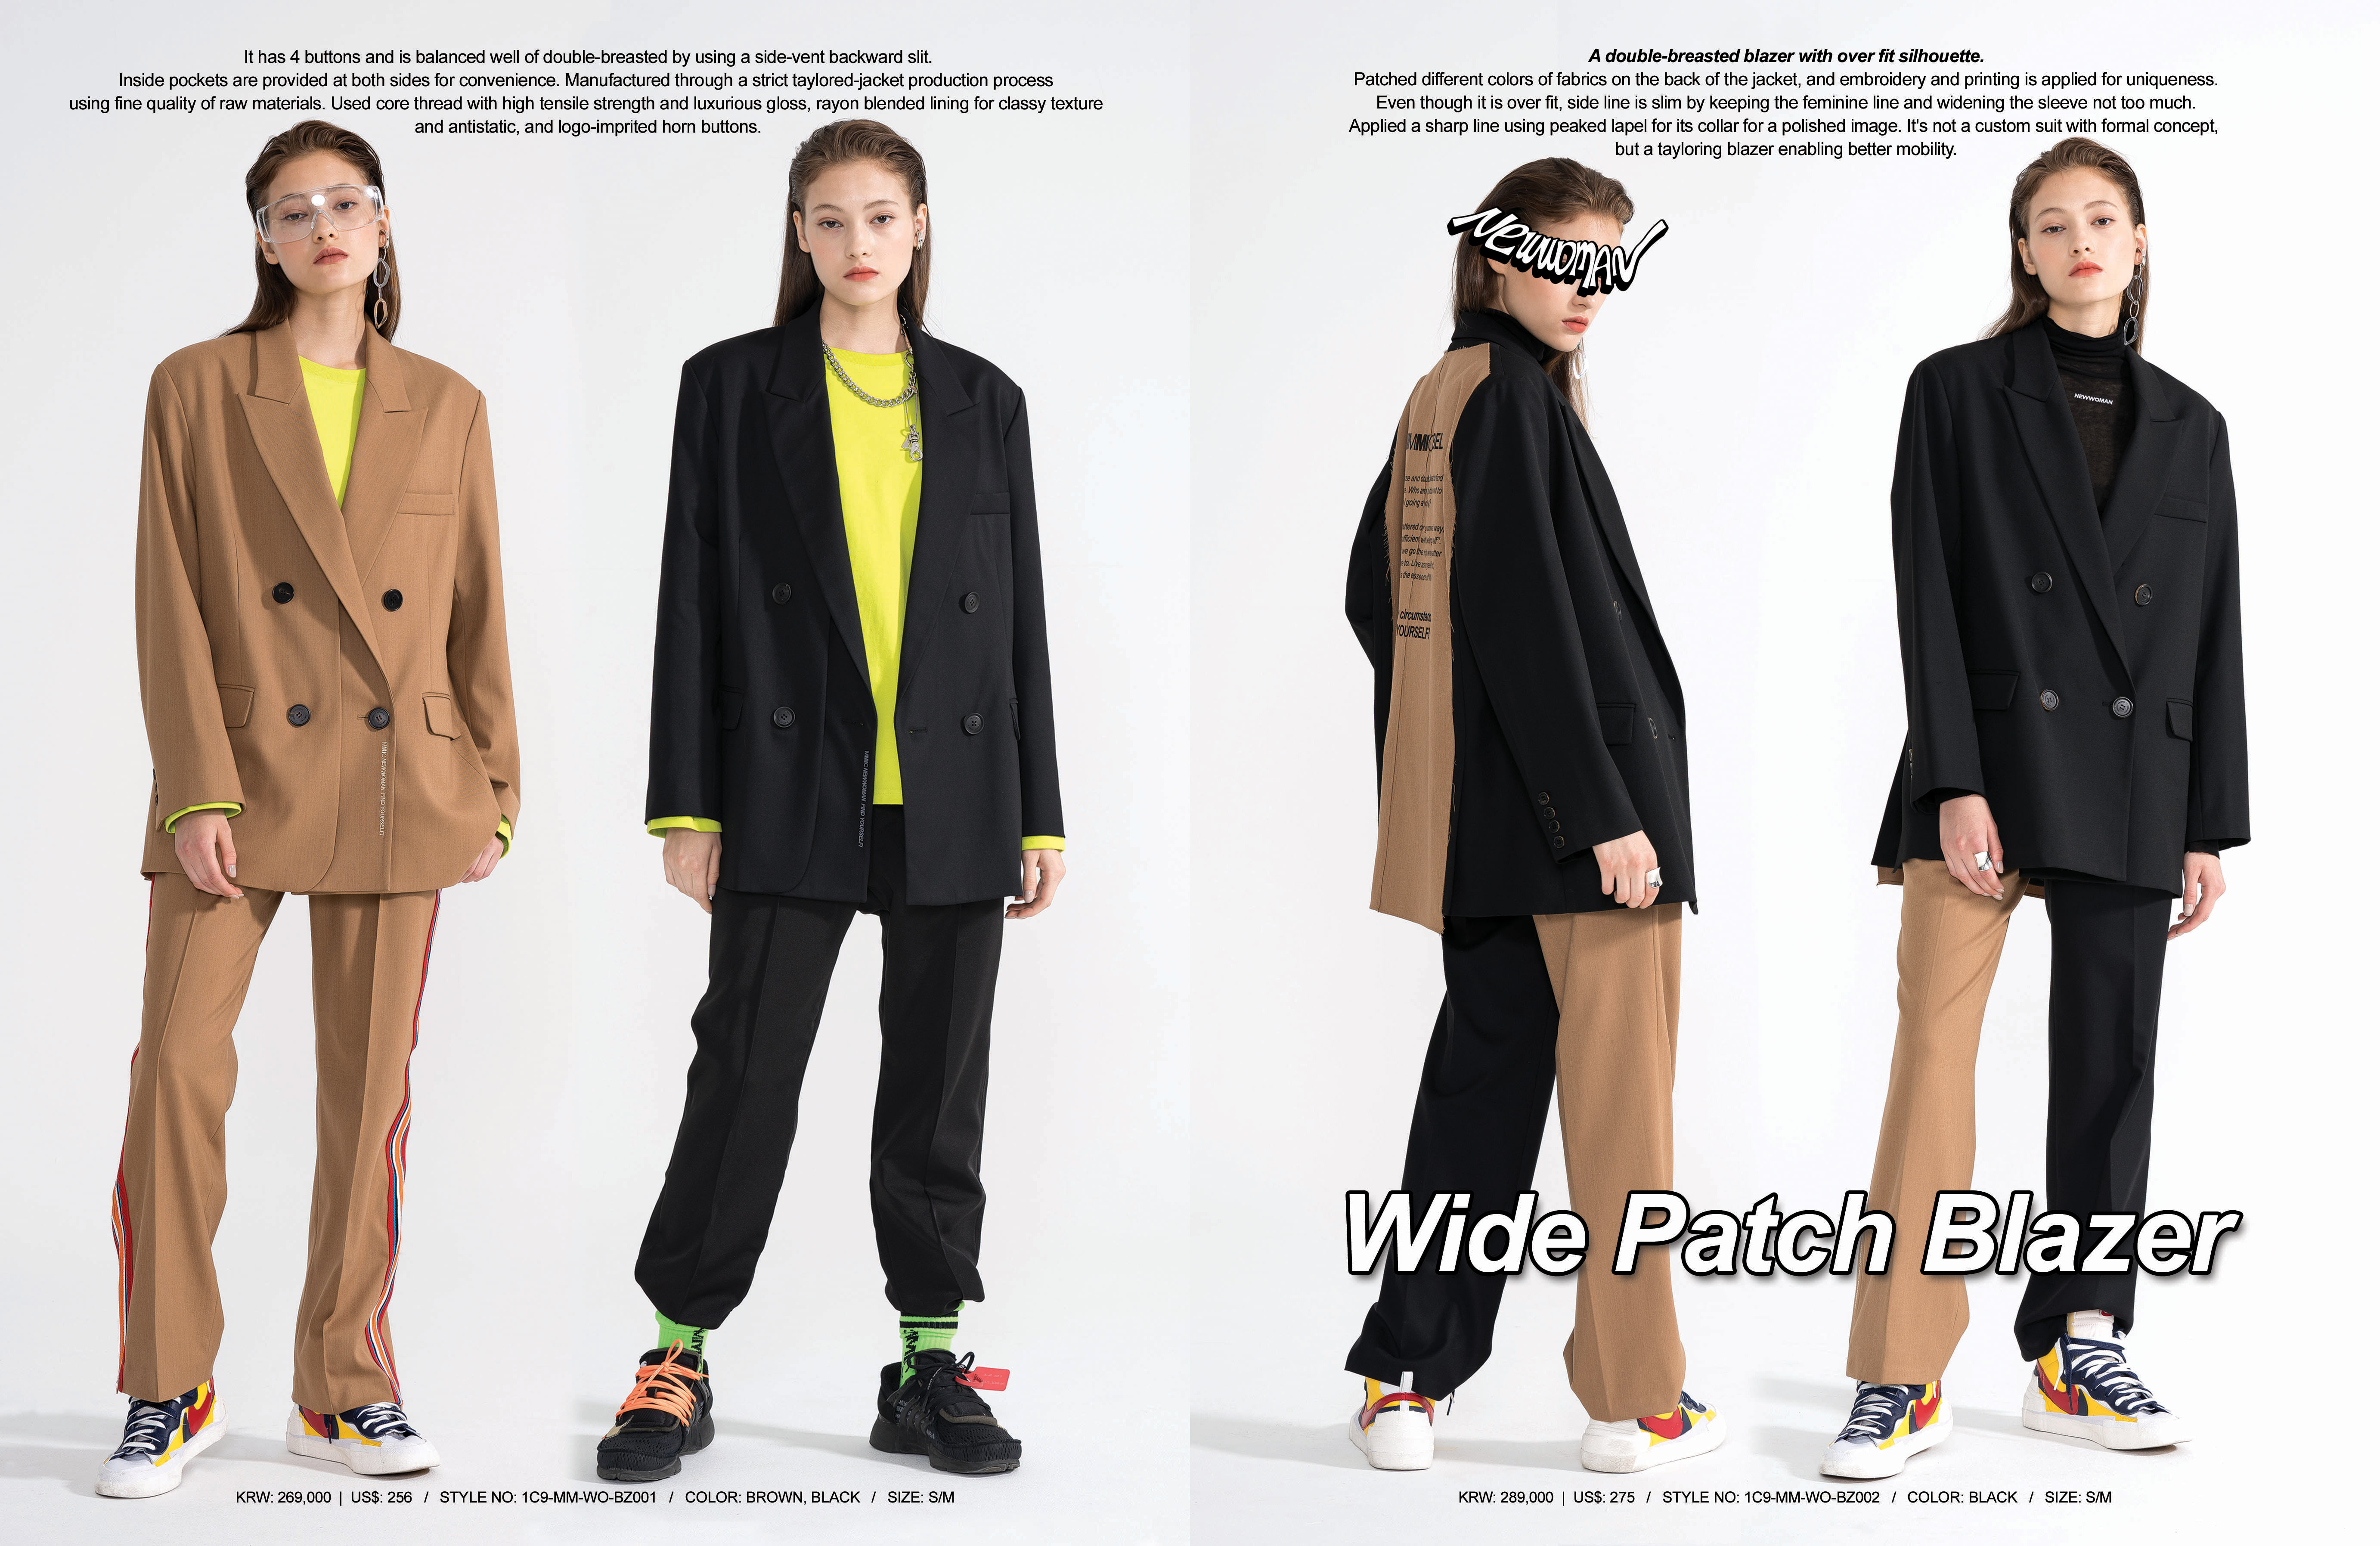 It has 4 buttons and is balanced well of double-breasted by using a side-vent backward slit.
Inside pockets are provided at both sides for convenience. Manufactured through a strict taylored-jacket production process
using fine quality of raw materials. Used core thread with high tensile strength and luxurious gloss, rayon blended lining for classy texture
and antistatic, and logo-imprited horn buttons.
KRW: 269,000 | US$: 256 / STYLE NO: 1C9-MM-WO-BZ001 / COLOR: BROWN, BLACK / SIZE: S/M
A double-breasted blazer with over fit silhouette.
Patched different colors of fabrics on the back of the jacket, and embroidery and printing is applied for uniqueness.
Even though it is over fit, side line is slim by keeping the feminine line and widening the sleeve not too much.
Applied a sharp line using peaked lapel for its collar for a polished image. It's not a custom suit with formal concept,
but a tayloring blazer enabling better mobility.
NEWWOMAN
NEWWOMAN
YOURSELF!
Wide Patch Blazer
KRW: 289,000 | US$: 275 / STYLE NO: 1C9-MM-WO-BZ002 / COLOR: BLACK / SIZE: S/M